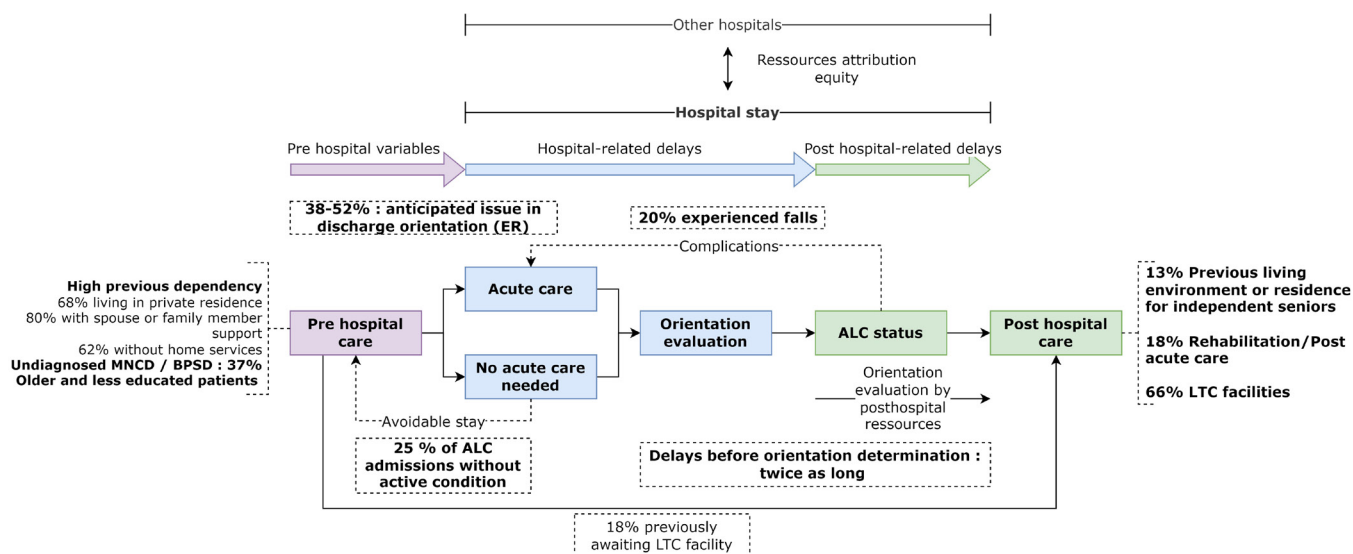 Other hospitals
Ressources attribution
equity
Hospital stay
Pre hospital variables
Hospital-related delays
Post hospital-related delays
38-52% : anticipated issue in
discharge orientation (ER)
20% experienced falls
Complications
High previous dependency
68% living in private residence
80% with spouse or family member
support
62% without home services
Undiagnosed MNCD / BPSD : 37%
Older and less educated patients
Pre hospital
care
Acute care
No acute care
needed
Orientation
evaluation
ALC status
Post hospital
care
13% Previous living
environment or residence
for independent seniors
18% Rehabilitation/Post
acute care
66% LTC facilities
Avoidable stay
Orientation
evaluation by
posthospital
ressources
25 % of ALC
admissions without
active condition
Delays before orientation determination :
twice as long
18% previously
awaiting LTC facility